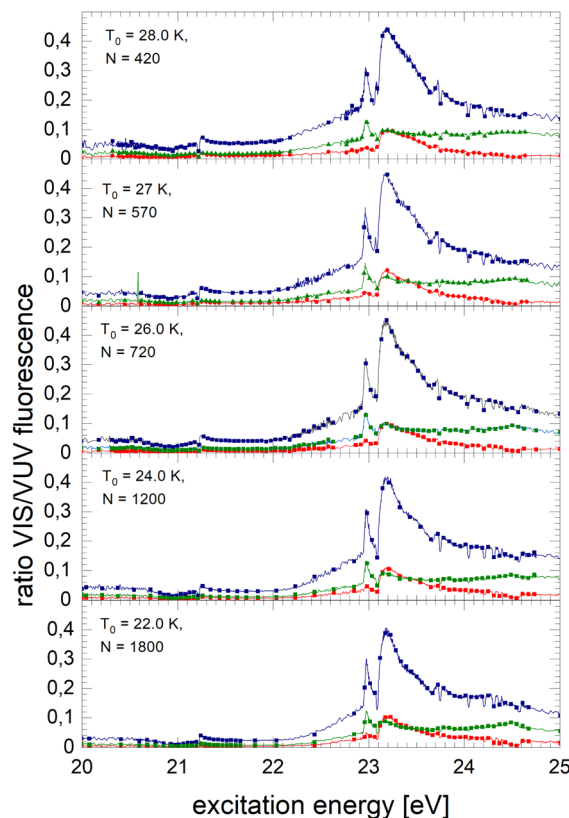 0,4
0,3
0,2
0,1
0
T₀ = 28.0 K,
N = 420
0,4
0,3
0,2
0,1
0
T₀ = 27 K,
N = 570
0,4
0,3
0,2
0,1
0
T₀ = 26.0 K,
N = 720
0,4
0,3
0,2
0,1
0
T₀ = 24.0 K,
N = 1200
0,4
0,3
0,2
0,1
0
T₀ = 22.0 K,
N = 1800
ratio VIS/VUV fluorescence
20 21 22 23 24 25
excitation energy [eV]